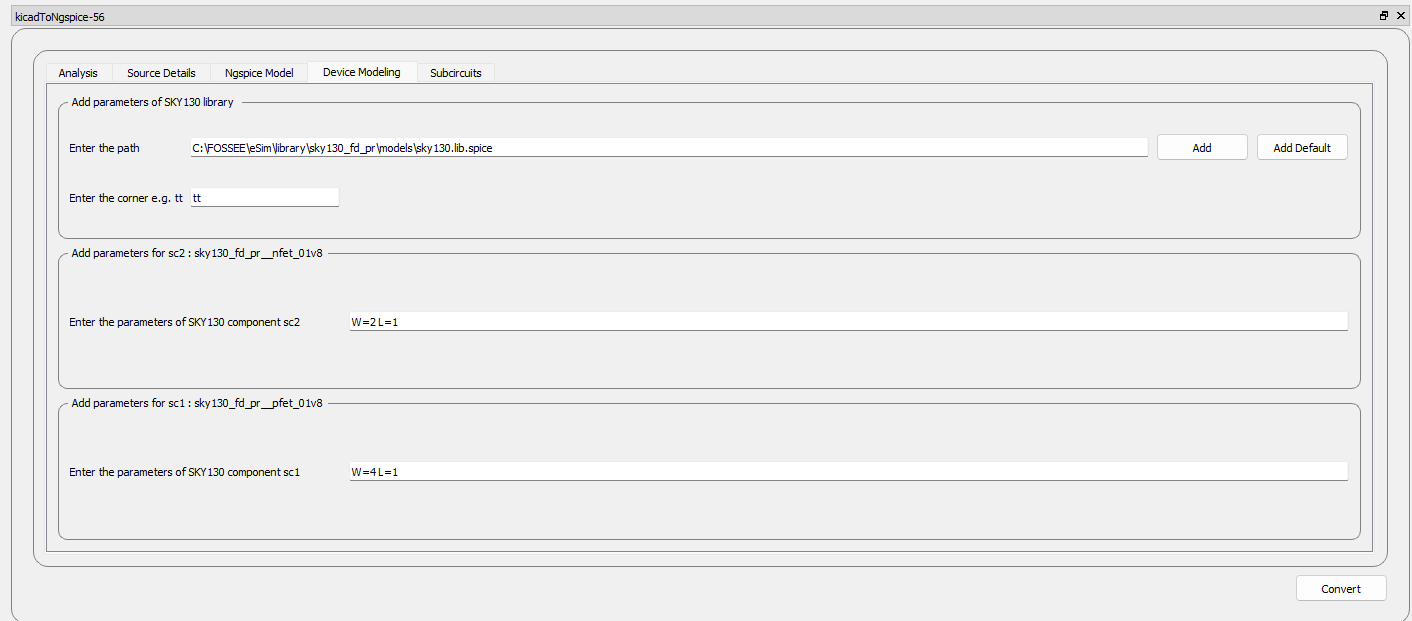 kicadToNgspice-56
Analysis Source Details Ngspice Model Device Modeling Subcircuits
Add parameters of SKY130 library
Enter the path C:\FOSSEE\eSim\library\sky130_fd_pr\models\sky130.lib.spice Add Add Default
Enter the corner e.g. tt tt
Add parameters for sc2 : sky130_fd_pr__nfet_01v8
Enter the parameters of SKY130 component sc2 W=2 L=1
Add parameters for sc1 : sky130_fd_pr__pfet_01v8
Enter the parameters of SKY130 component sc1 W=4 L=1
Convert